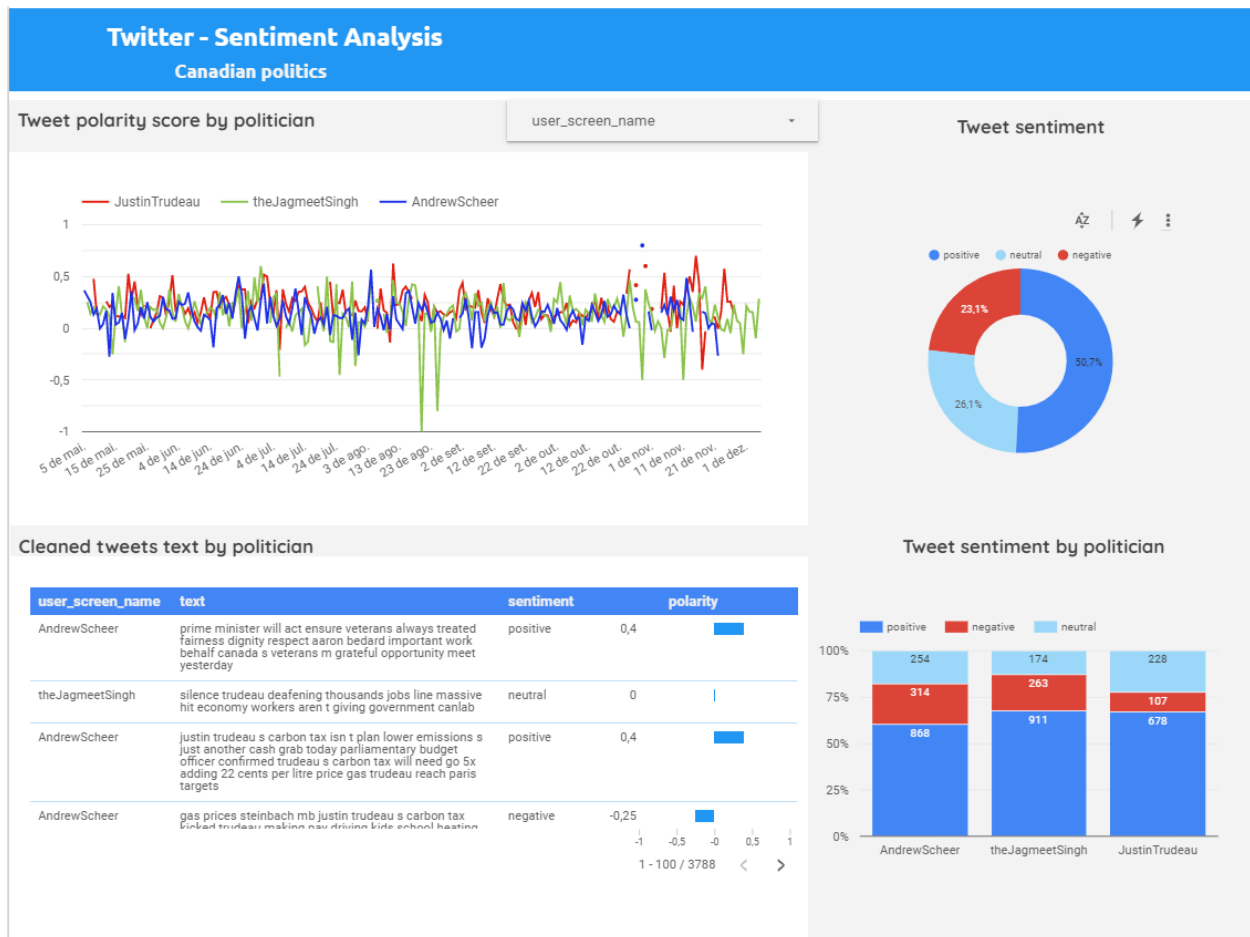 Twitter - Sentiment Analysis
Canadian politics
Tweet polarity score by politician
user_screen_name
Tweet sentiment
JustinTrudeau
theJagmeetSingh
AndrewScheer
1
0,5
0
-0,5
-1
5 de mai.
15 de mai.
25 de mai.
4 de jun.
14 de jun.
24 de jun.
4 de jul.
14 de jul.
24 de jul.
3 de ago.
13 de ago.
23 de ago.
2 de set.
12 de set.
22 de set.
2 de out.
12 de out.
22 de out.
1 de nov.
11 de nov.
21 de nov.
1 de dez.
AZ
positive
neutral
negative
23,1%
50,7%
26,1%
Cleaned tweets text by politician
user_screen_name text sentiment polarity
AndrewScheer prime minister will act ensure veterans always treated positive 0,4
fairness dignity respect aaron bedard important work
behalf canada s veterans m grateful opportunity meet
yesterday
theJagmeetSingh silence trudeau deafening thousands jobs line massive neutral 0
hit economy workers aren t giving government canlab
AndrewScheer justin trudeau s carbon tax isn t plan lower emissions s positive 0,4
just another cash grab today parliamentary budget
officer confirmed trudeau s carbon tax will need go 5x
adding 22 cents per litre price gas trudeau reach paris
targets
AndrewScheer gas prices steinbach mb justin trudeau s carbon tax negative -0,25
kicked trudeau making pay driving kids school heating
-1 -0,5 -0 0,5 1
1 - 100 / 3788
Tweet sentiment by politician
positive
negative
neutral
100%
75%
50%
25%
0%
254
314
868
174
263
911
228
107
678
AndrewScheer
theJagmeetSingh
JustinTrudeau